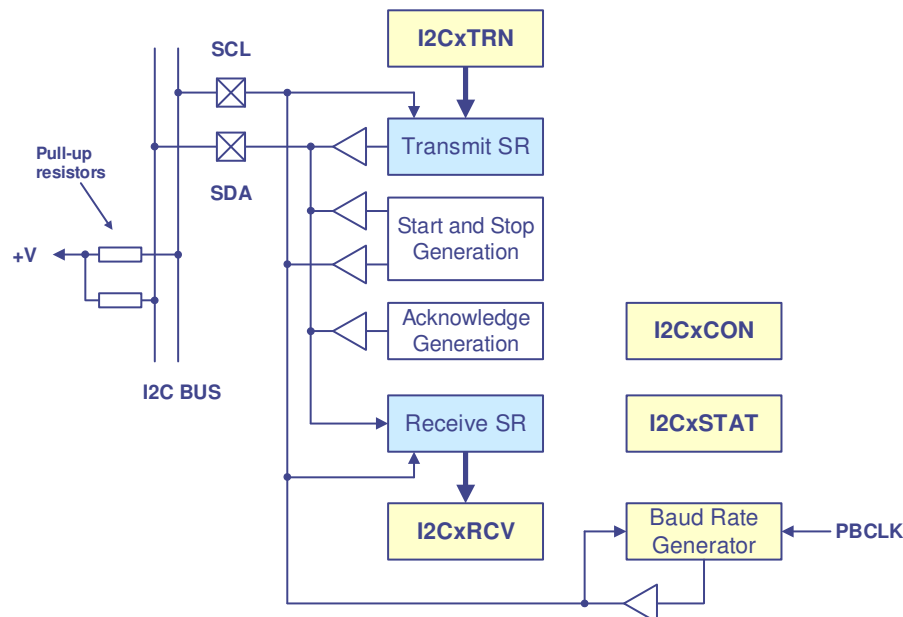 I2CxTRN
SCL
Transmit SR
Pull-up
resistors
SDA
Start and Stop
Generation
+V
Acknowledge
Generation
I2CxCON
I2C BUS
Receive SR
I2CxSTAT
I2CxRCV
Baud Rate
Generator
PBCLK